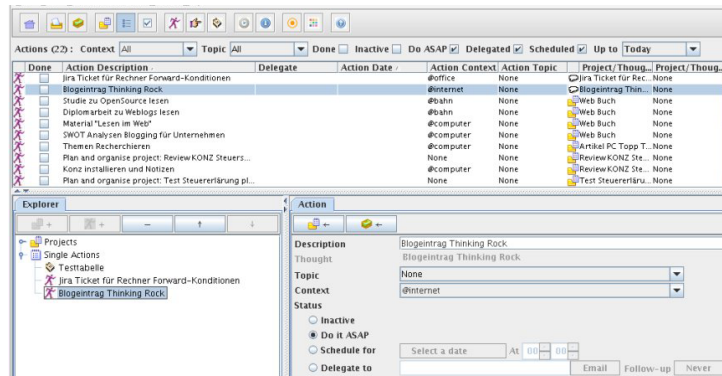 Actions (22) : Context All Topic All Done Inactive Do ASAP Delegated Scheduled Up to Today
Done Action Description Delegate Action Date Action Context Action Topic Project/Thoug... Project/Thoug...
Jira Ticket für Rechner Forward-Konditionen @office None Jira Ticket für Rec... None
Blogeintrag Thinking Rock @internet None Blogeintrag Thin... None
Studie zu OpenSource lesen @bahn None Web Buch None
Diplomarbeit zu Weblogs lesen @bahn None Web Buch None
Material "Lesen im Web" @computer None Web Buch None
SWOT Analysen Blogging für Unternehmen @computer None Web Buch None
Themen Recherchieren @computer None Artikel PC Topp T... None
Plan and organise project: Review KONZ Steuers... None None Review KONZ Ste... None
Konz installieren und Notizen @computer None Review KONZ Ste... None
Plan and organise project: Test Steuererläruung pl... None None Test Steuererläru... None
Explorer
Projects
Single Actions
Testtabelle
Jira Ticket für Rechner Forward-Konditionen
Blogeintrag Thinking Rock
Action
Description Blogeintrag Thinking Rock
Thought Blogeintrag Thinking Rock
Topic None
Context @internet
Status
Inactive
Do it ASAP
Schedule for Select a date At 00 00
Delegate to Email Follow-up Never